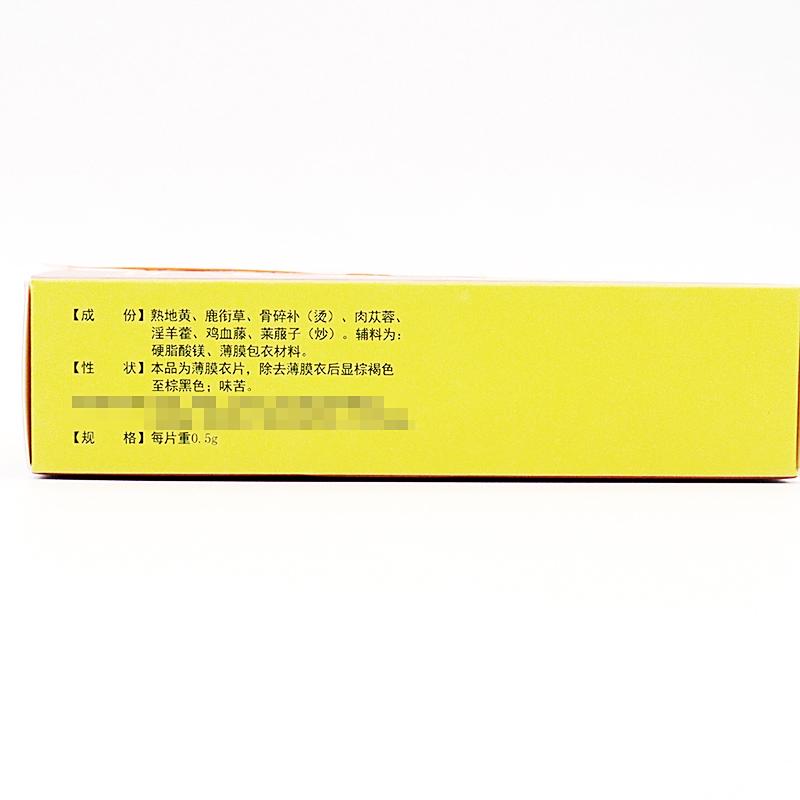 【成　份】熟地黄、鹿衔草、骨碎补（烫）、肉苁蓉、
淫羊藿、鸡血藤、莱菔子（炒）。辅料为：
硬脂酸镁、薄膜包衣材料。
【性　状】本品为薄膜衣片，除去薄膜衣后显棕褐色
至棕黑色；味苦。
【规　格】每片重0.5g